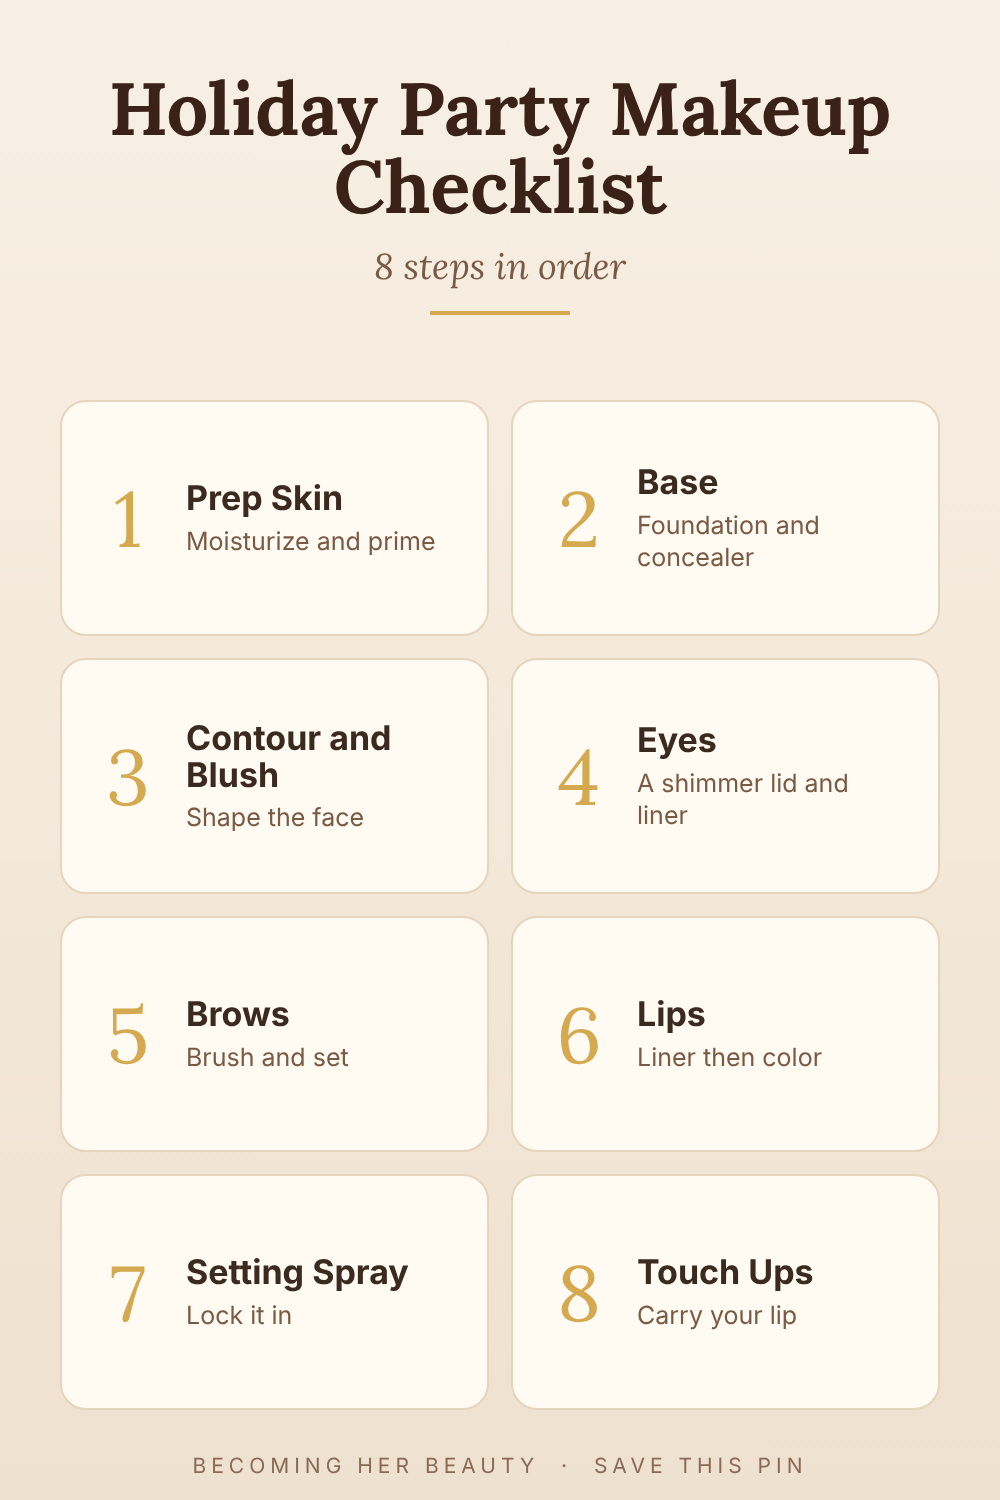 Holiday Party Makeup
Checklist
8 steps in order
1
Prep Skin
Moisturize and prime
2
Base
Foundation and
concealer
3
Contour and
Blush
Shape the face
4
Eyes
A shimmer lid and
liner
5
Brows
Brush and set
6
Lips
Liner then color
7
Setting Spray
Lock it in
8
Touch Ups
Carry your lip
BECOMING HER BEAUTY · SAVE THIS PIN